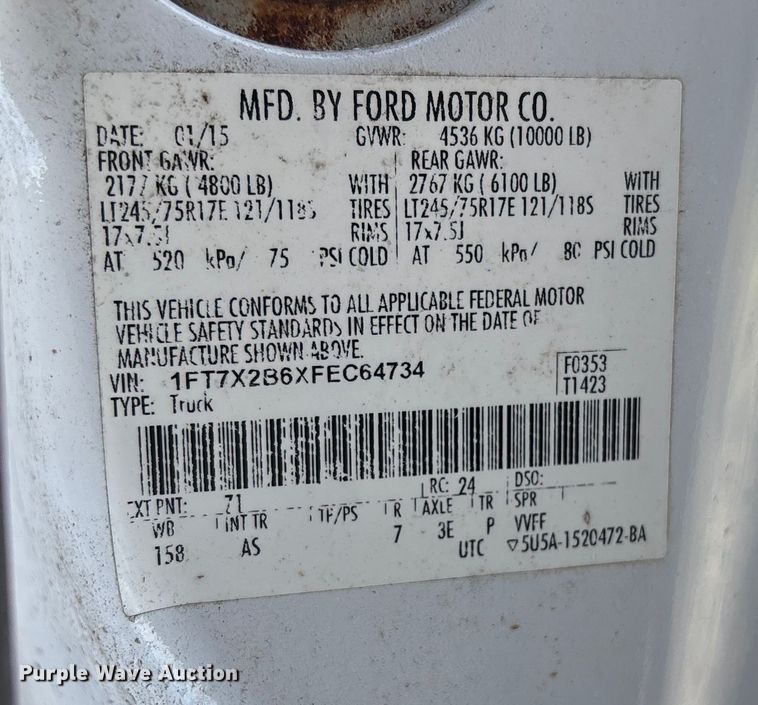 MFD. BY FORD MOTOR CO.
DATE: 01/15 GVWR: 4536 KG (10000 LB)
FRONT GAWR: REAR GAWR:
2177 KG ( 4800 LB) WITH 2767 KG ( 6100 LB) WITH
LT245/75R17E 121/118S TIRES LT245/75R17E 121/118S TIRES
17x7.5J RIMS 17x7.5J RIMS
AT 520 kPa/ 75 PSI COLD AT 550 kPa/ 80 PSI COLD
THIS VEHICLE CONFORMS TO ALL APPLICABLE FEDERAL MOTOR
VEHICLE SAFETY STANDARDS IN EFFECT ON THE DATE OF
MANUFACTURE SHOWN ABOVE.
VIN: 1FT7X2B6XFEC64734 F0353
TYPE: Truck T1423
EXT PNT: Z1 RC: 24 DSO:
WB INT TR TP/PS R AXLE TR SPR
158 AS 7 3E P VVFF
UTC ▽5U5A-1520472-BA
Purple Wave Auction